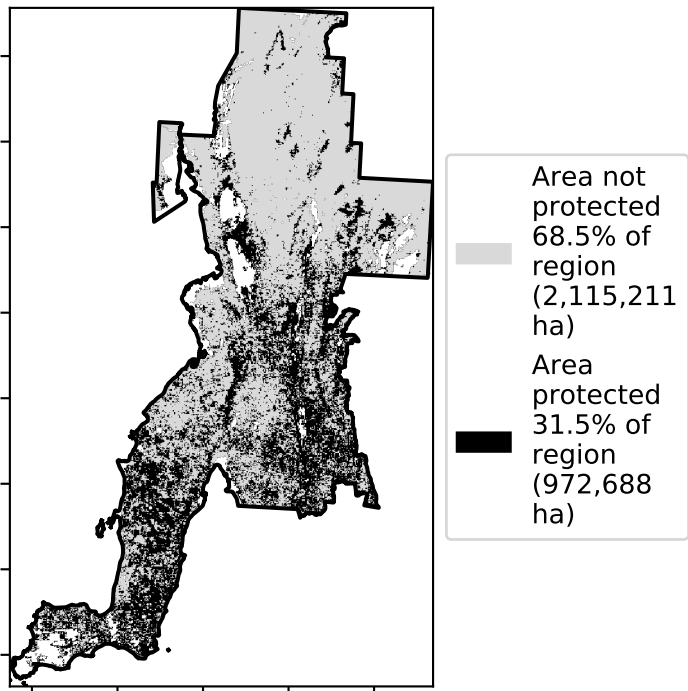 Area not
protected
68.5% of
region
(2,115,211
ha)
Area
protected
31.5% of
region
(972,688
ha)